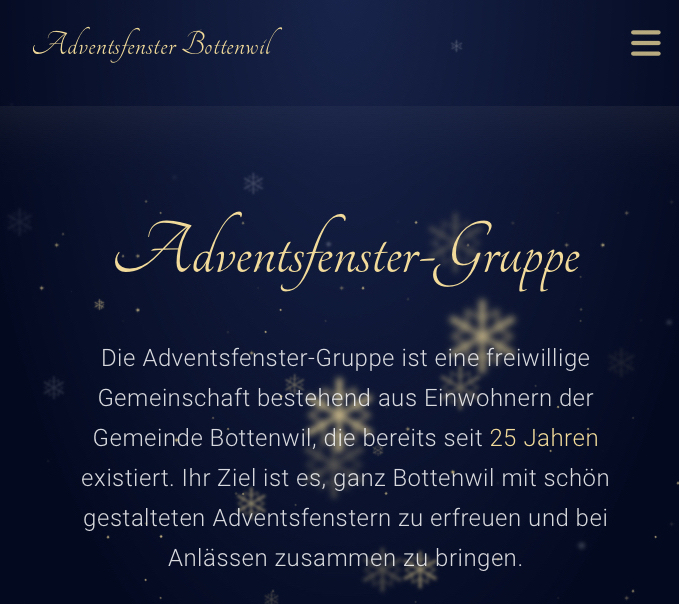 Adventsfenster Bottenwil
Adventsfenster-Gruppe
Die Adventsfenster-Gruppe ist eine freiwillige
Gemeinschaft bestehend aus Einwohnern der
Gemeinde Bottenwil, die bereits seit 25 Jahren
existiert. Ihr Ziel ist es, ganz Bottenwil mit schön
gestalteten Adventsfenstern zu erfreuen und bei
Anlässen zusammen zu bringen.